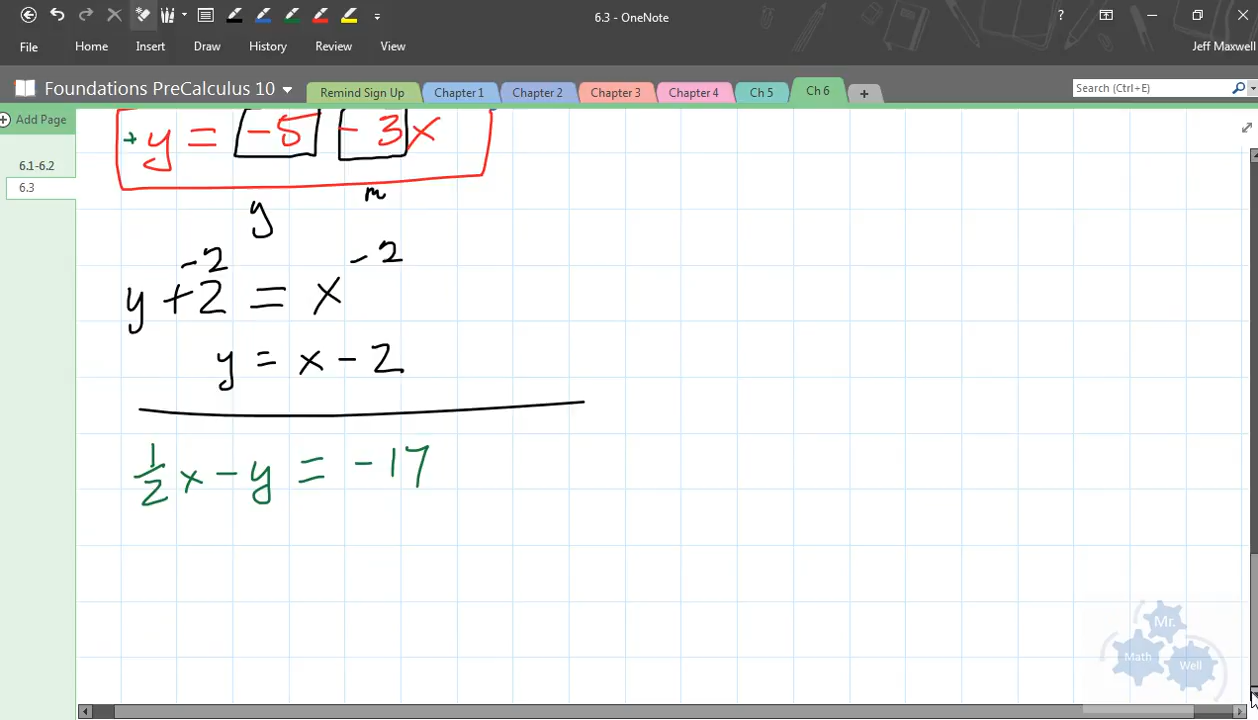 6.3 - OneNote
?
File Home Insert Draw History Review View Jeff Maxwell
Foundations PreCalculus 10 Remind Sign Up Chapter 1 Chapter 2 Chapter 3 Chapter 4 Ch 5 Ch 6 Search (Ctrl+E)
Add Page
6.1-6.2
6.3
+ y = -5 - 3x
y m
-2 -2
y + 2 = x
y = x - 2
1/2 x - y = -17
Mr.
Math Well